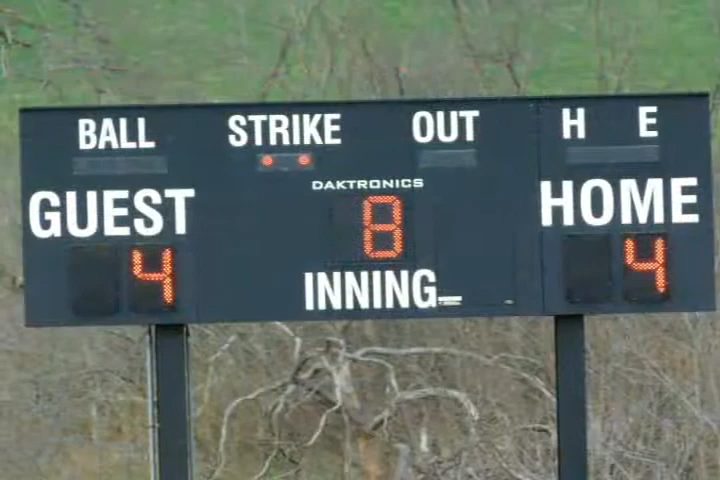 BALL STRIKE OUT H E
DAKTRONICS
GUEST 8 HOME
4 4
INNING